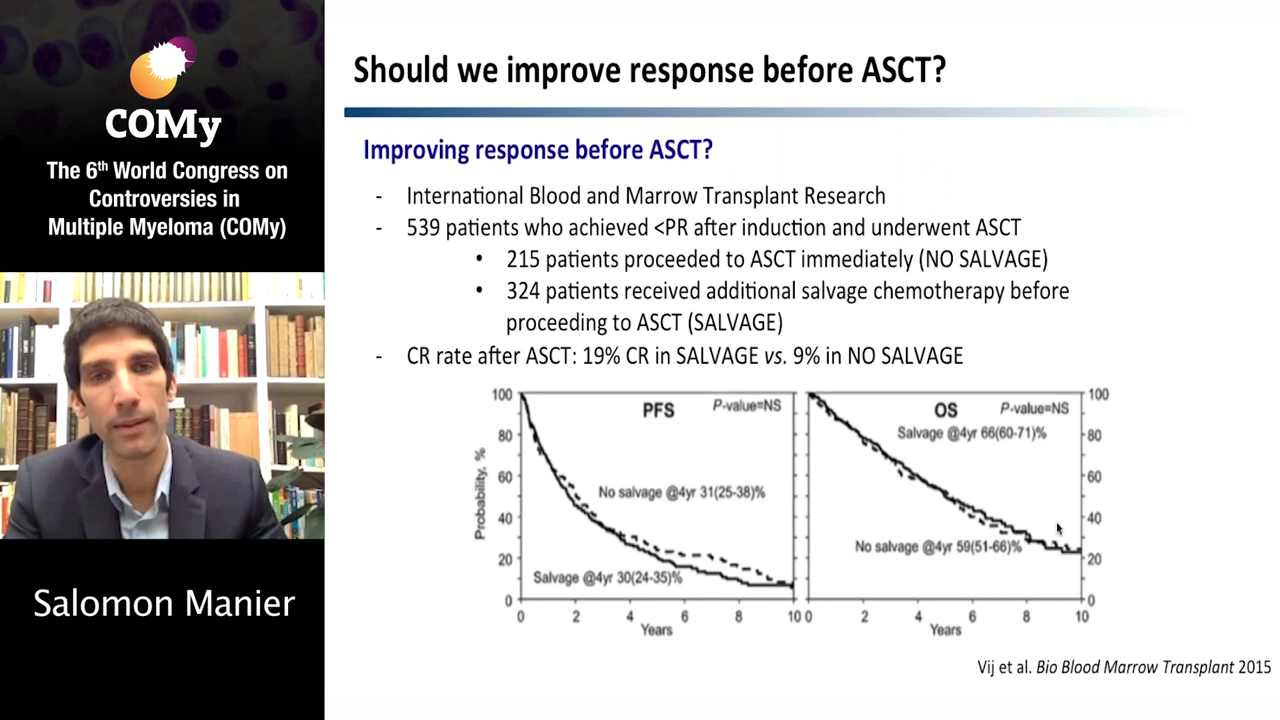 COMy
The 6th World Congress on
Controversies in
Multiple Myeloma (COMy)
Salomon Manier
Should we improve response before ASCT?
Improving response before ASCT?
- International Blood and Marrow Transplant Research
- 539 patients who achieved <PR after induction and underwent ASCT
• 215 patients proceeded to ASCT immediately (NO SALVAGE)
• 324 patients received additional salvage chemotherapy before
proceeding to ASCT (SALVAGE)
- CR rate after ASCT: 19% CR in SALVAGE vs. 9% in NO SALVAGE
Probability, %
100
80
60
40
20
0
PFS
P-value=NS
No salvage @4yr 31(25-38)%
Salvage @4yr 30(24-35)%
0 2 4 6 8 10
Years
OS
P-value=NS
Salvage @4yr 66(60-71)%
No salvage @4yr 59(51-66)%
100
80
60
40
20
0
0 2 4 6 8 10
Years
Vij et al. Bio Blood Marrow Transplant 2015